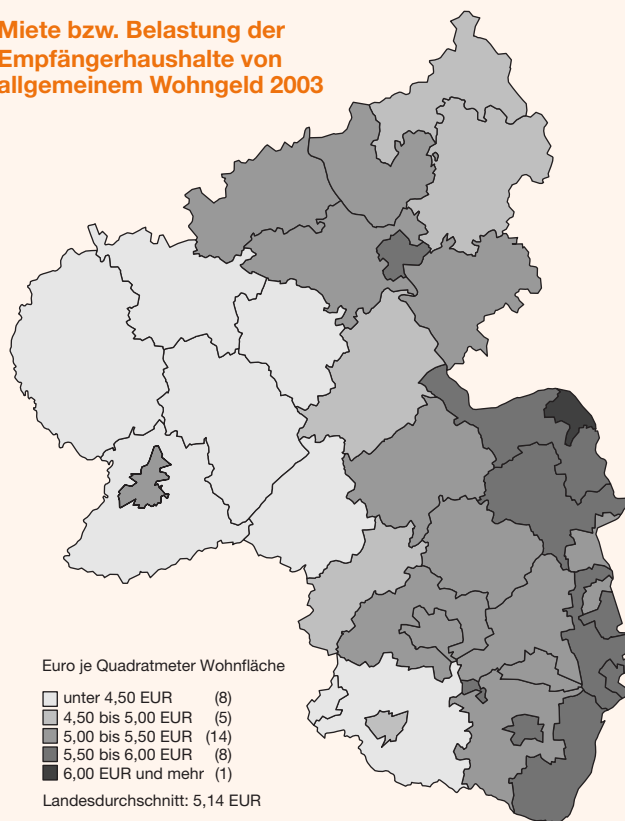 Miete bzw. Belastung der
Empfängerhaushalte von
allgemeinem Wohngeld 2003
Euro je Quadratmeter Wohnfläche
unter 4,50 EUR (8)
4,50 bis 5,00 EUR (5)
5,00 bis 5,50 EUR (14)
5,50 bis 6,00 EUR (8)
6,00 EUR und mehr (1)
Landesdurchschnitt: 5,14 EUR